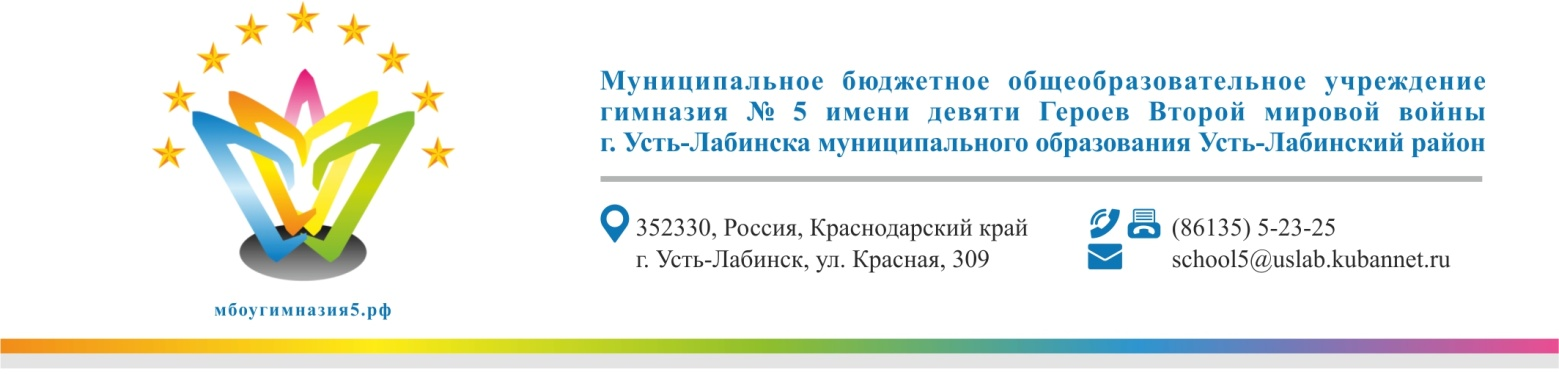 Муниципальное бюджетное общеобразовательное учреждение
гимназия № 5 имени девяти Героев Второй мировой войны
г. Усть-Лабинска муниципального образования Усть-Лабинский район
352330, Россия, Краснодарский край
г. Усть-Лабинск, ул. Красная, 309
(86135) 5-23-25
school5@uslab.kubannet.ru
мбоугимназия5.рф